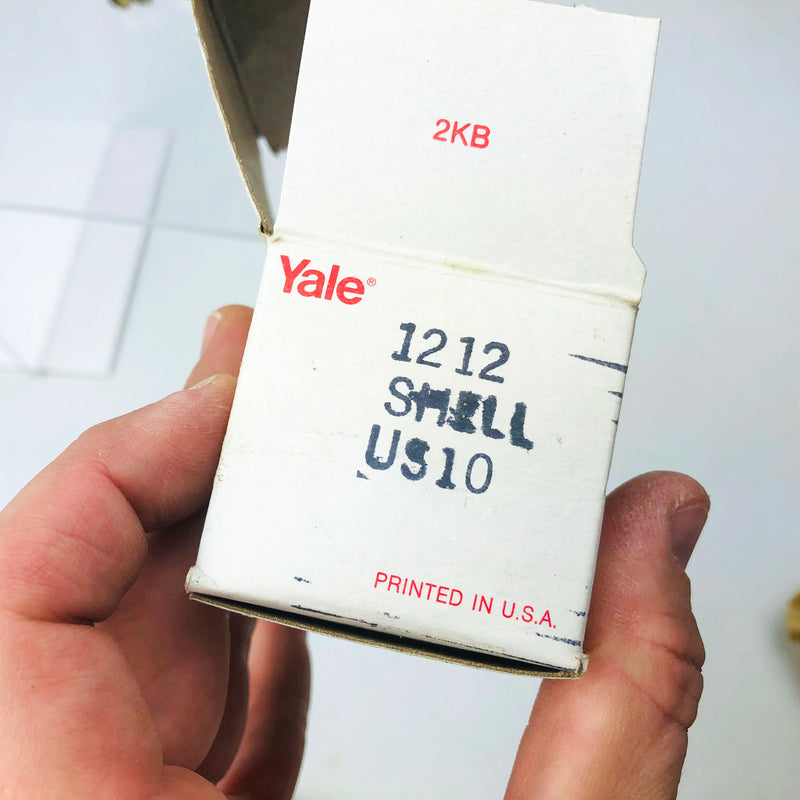 2KB
Yale®
1212
SHELL
US10
PRINTED IN U.S.A.